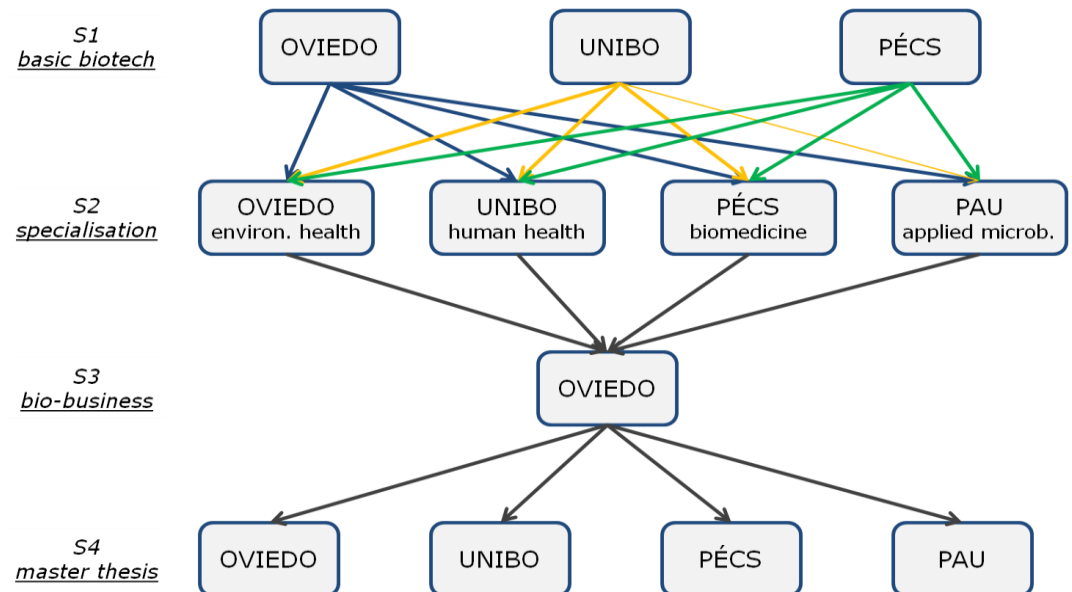 S1
basic biotech
OVIEDO
UNIBO
PÉCS
S2
specialisation
OVIEDO
environ. health
UNIBO
human health
PÉCS
biomedicine
PAU
applied microb.
S3
bio-business
OVIEDO
S4
master thesis
OVIEDO
UNIBO
PÉCS
PAU